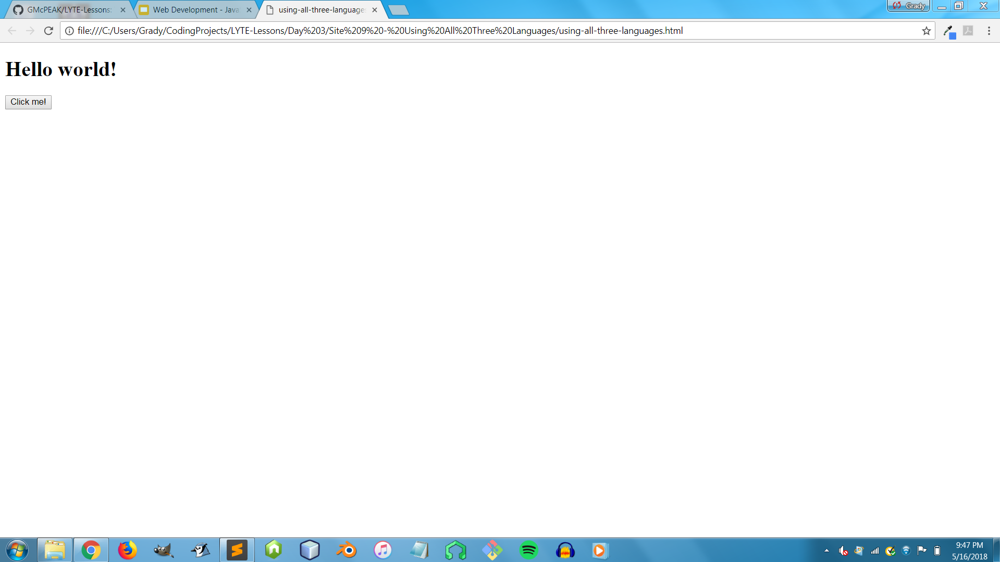 GMcPEAK/LYTE-Lessons:
Web Development - Java
using-all-three-languages
Grady
file:///C:/Users/Grady/CodingProjects/LYTE-Lessons/Day%203/Site%209%20-%20Using%20All%20Three%20Languages/using-all-three-languages.html
Hello world!
Click me!
9:47 PM
5/16/2018